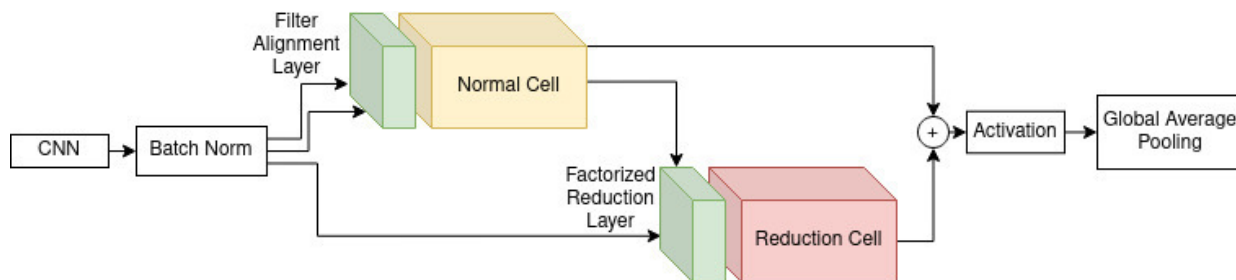 Filter
Alignment
Layer
Normal Cell
CNN
Batch Norm
+
Activation
Global Average
Pooling
Factorized
Reduction
Layer
Reduction Cell